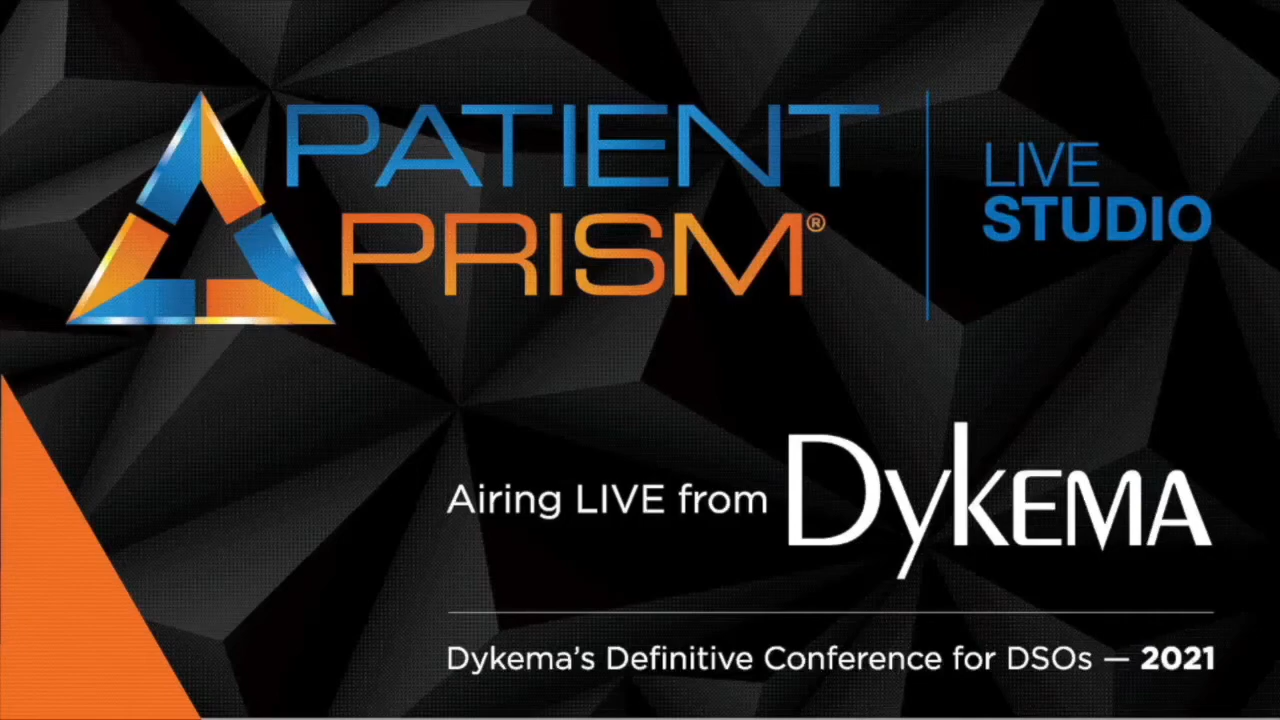 PATIENT
PRISM®
LIVE
STUDIO
Airing LIVE from DYKEMA
Dykema's Definitive Conference for DSOs — 2021